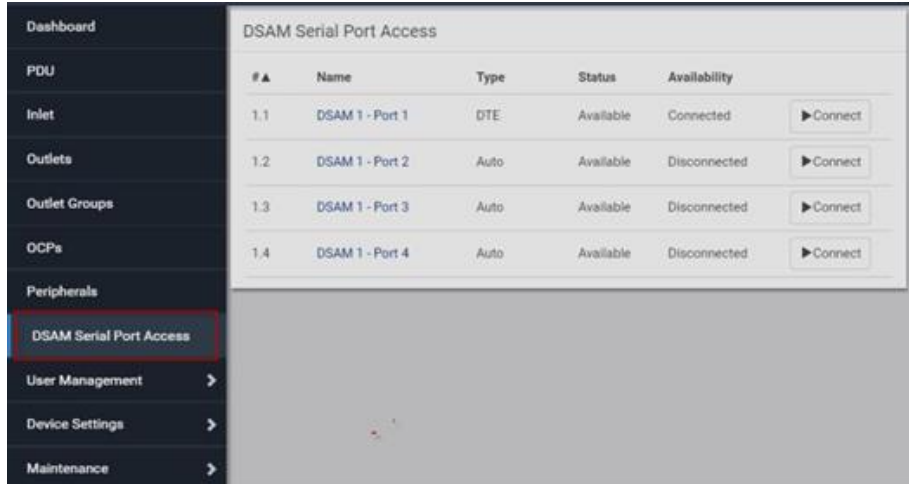 Dashboard
PDU
Inlet
Outlets
Outlet Groups
OCPs
Peripherals
DSAM Serial Port Access
User Management
Device Settings
Maintenance
DSAM Serial Port Access
#▲ Name Type Status Availability
1.1 DSAM 1 - Port 1 DTE Available Connected ▶Connect
1.2 DSAM 1 - Port 2 Auto Available Disconnected ▶Connect
1.3 DSAM 1 - Port 3 Auto Available Disconnected ▶Connect
1.4 DSAM 1 - Port 4 Auto Available Disconnected ▶Connect